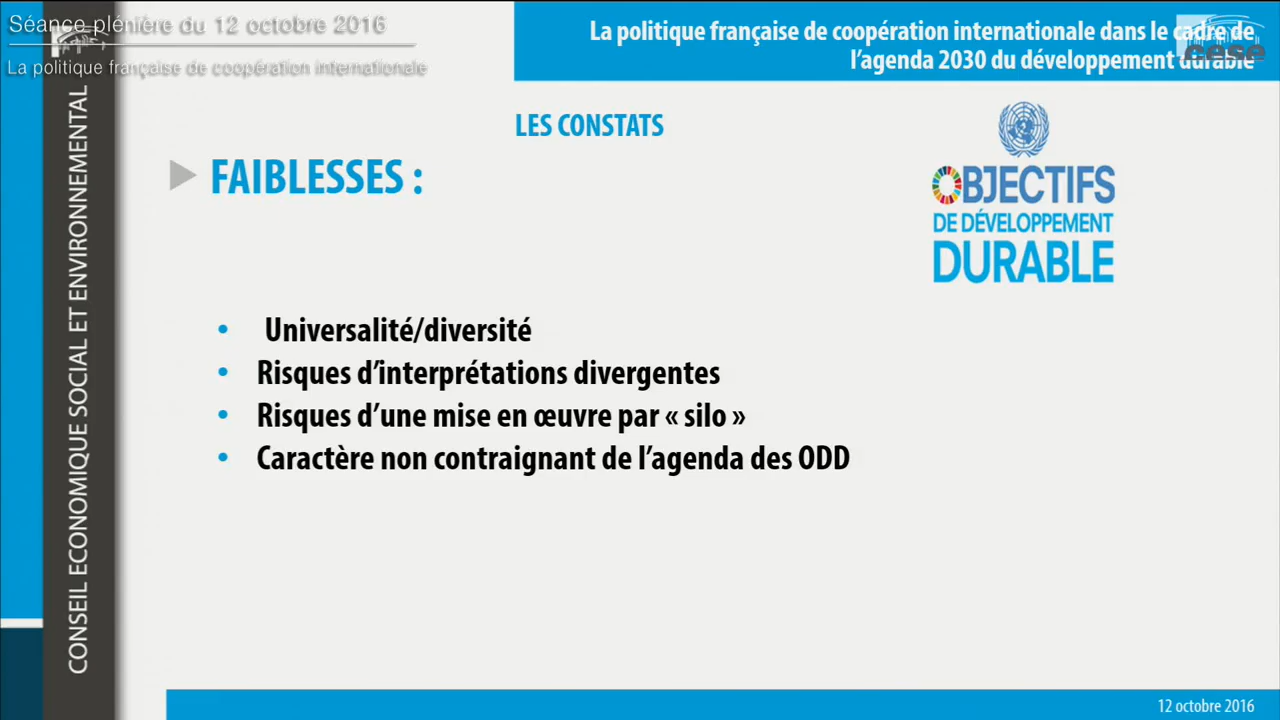 Séance plénière du 12 octobre 2016
La politique française de coopération internationale
La politique française de coopération internationale dans le cadre de
l’agenda 2030 du développement durable
cese
CONSEIL ECONOMIQUE SOCIAL ET ENVIRONNEMENTAL
LES CONSTATS
FAIBLESSES :
OBJECTIFS
DE DÉVELOPPEMENT
DURABLE
• Universalité/diversité
• Risques d’interprétations divergentes
• Risques d’une mise en œuvre par « silo »
• Caractère non contraignant de l’agenda des ODD
12 octobre 2016